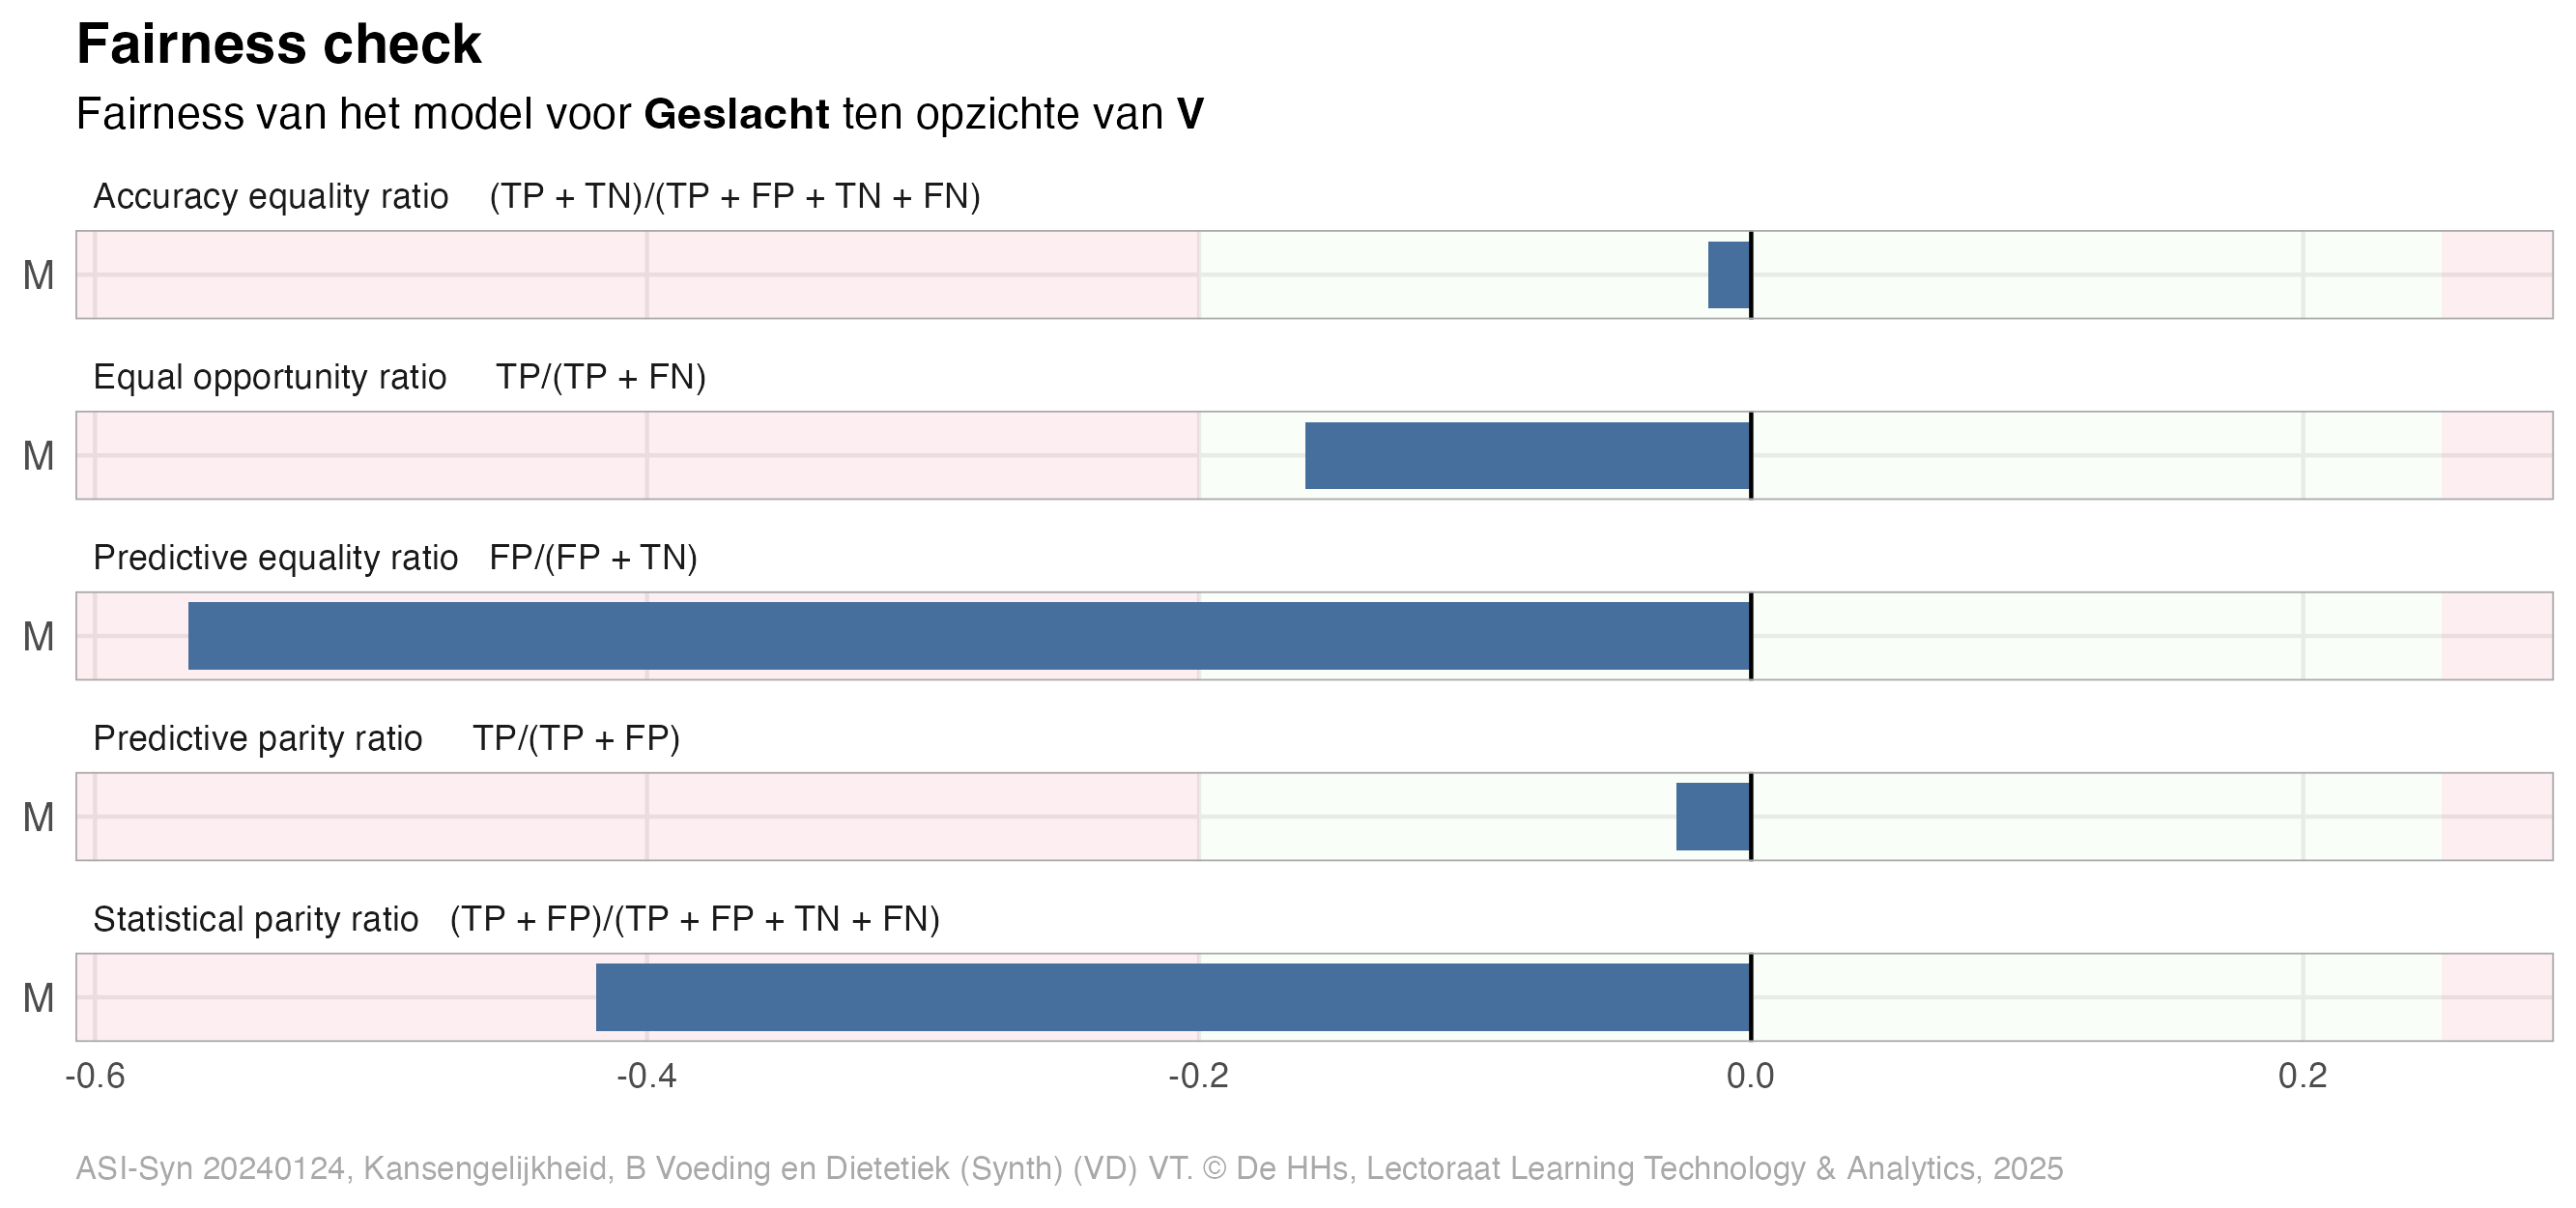 Fairness check
Fairness van het model voor Geslacht ten opzichte van V
Accuracy equality ratio (TP + TN)/(TP + FP + TN + FN)
M
Equal opportunity ratio TP/(TP + FN)
M
Predictive equality ratio FP/(FP + TN)
M
Predictive parity ratio TP/(TP + FP)
M
Statistical parity ratio (TP + FP)/(TP + FP + TN + FN)
M
-0.6 -0.4 -0.2 0.0 0.2
ASI-Syn 20240124, Kansengelijkheid, B Voeding en Dietetiek (Synth) (VD) VT. © De HHs, Lectoraat Learning Technology & Analytics, 2025